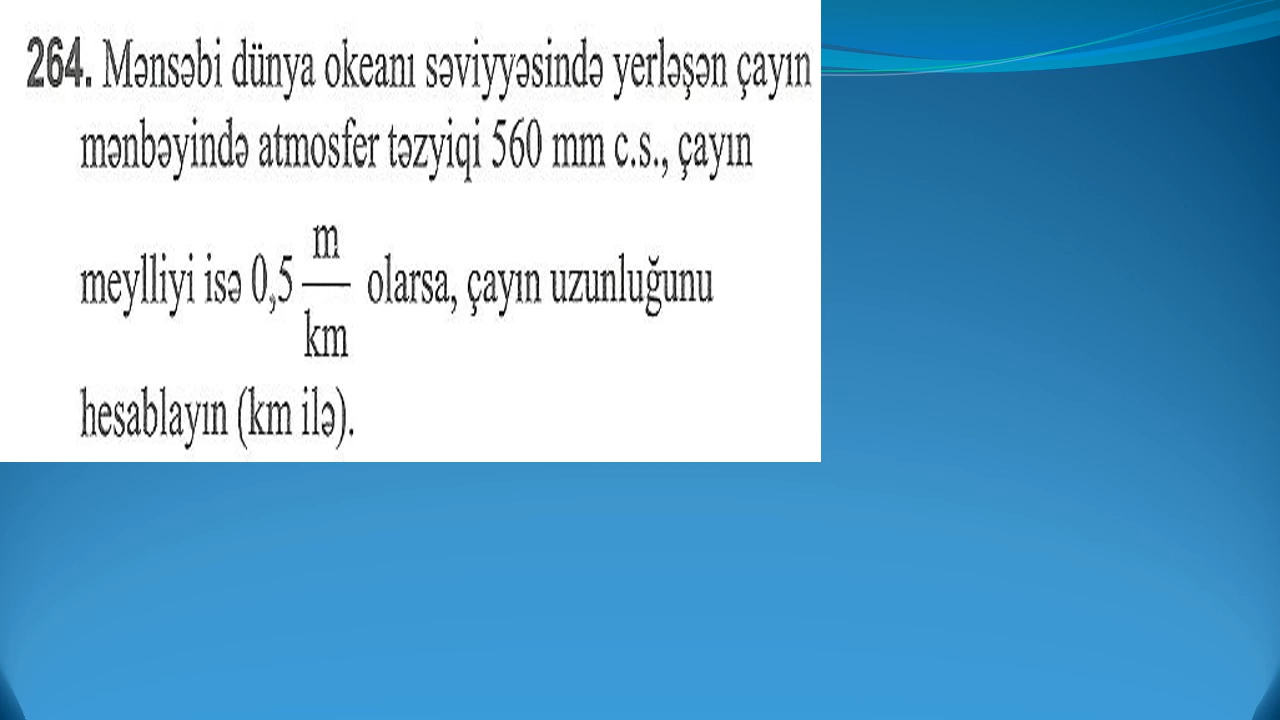 264. Mənsəbi dünya okeanı səviyyəsində yerləşən çayın
mənbəyində atmosfer təzyiqi 560 mm c.s., çayın
meylliyi isə 0,5 m/km olarsa, çayın uzunluğunu
hesablayın (km ilə).